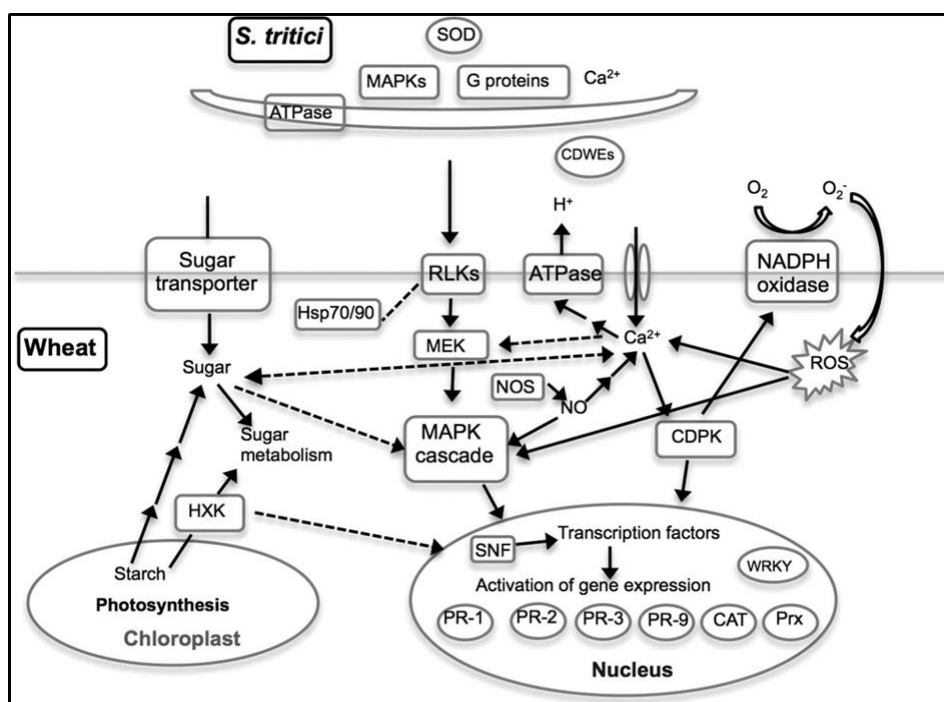 S. tritici
SOD
MAPKs
G proteins
Ca²⁺
ATPase
CDWEs
O₂
O₂⁻
H⁺
Sugar
transporter
RLKs
ATPase
NADPH
oxidase
Hsp70/90
Wheat
MEK
Ca²⁺
ROS
Sugar
NOS
NO
Sugar
metabolism
MAPK
cascade
CDPK
HXK
SNF
Transcription factors
WRKY
Starch
Activation of gene expression
Photosynthesis
PR-1
PR-2
PR-3
PR-9
CAT
Prx
Chloroplast
Nucleus